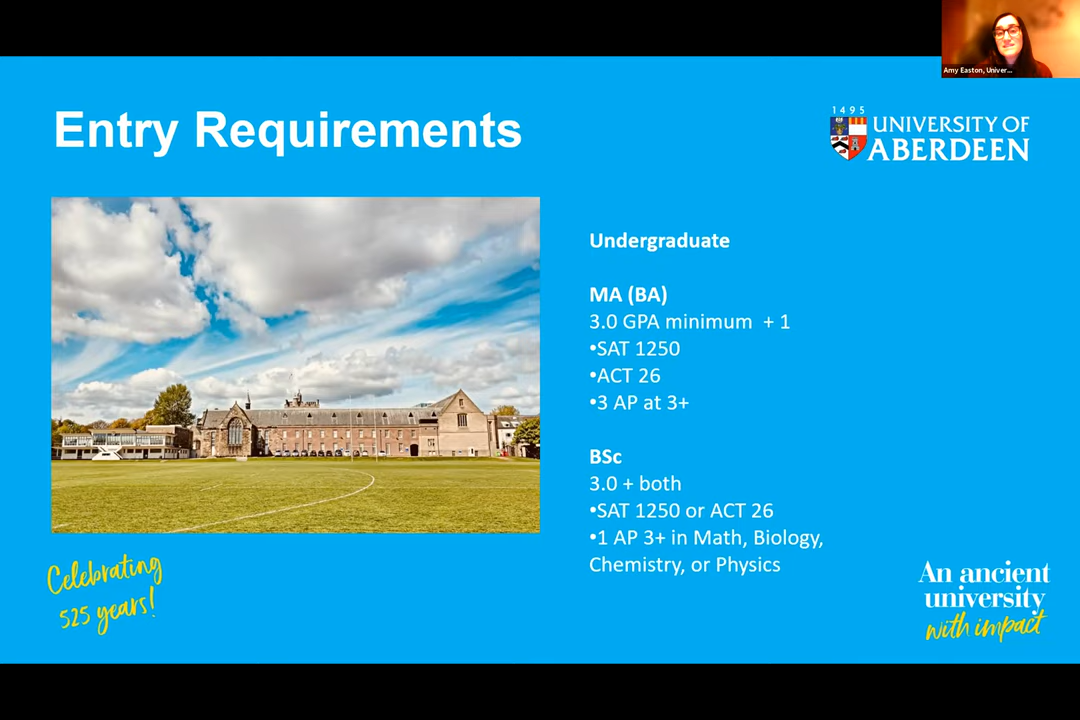 Amy Easton, Univer...
Entry Requirements
1495
UNIVERSITY OF
ABERDEEN
Undergraduate
MA (BA)
3.0 GPA minimum + 1
•SAT 1250
•ACT 26
•3 AP at 3+
BSc
3.0 + both
•SAT 1250 or ACT 26
•1 AP 3+ in Math, Biology,
Chemistry, or Physics
Celebrating
525 years!
An ancient
university
with impact